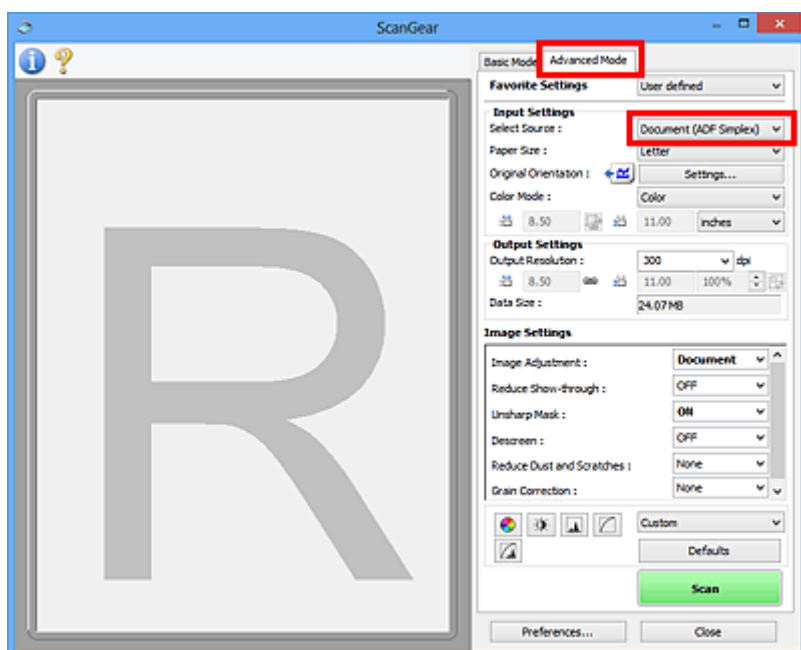 ScanGear
Basic Mode Advanced Mode
Favorite Settings User defined
Input Settings
Select Source : Document (ADF Simplex)
Paper Size : Letter
Original Orientation : Settings...
Color Mode : Color
8.50 11.00 inches
Output Settings
Output Resolution : 300 dpi
8.50 11.00 100%
Data Size : 24.07 MB
Image Settings
Image Adjustment : Document
Reduce Show-through : OFF
Unsharp Mask : ON
Descreen : OFF
Reduce Dust and Scratches : None
Grain Correction : None
Custom
Defaults
Scan
Preferences... Close
R